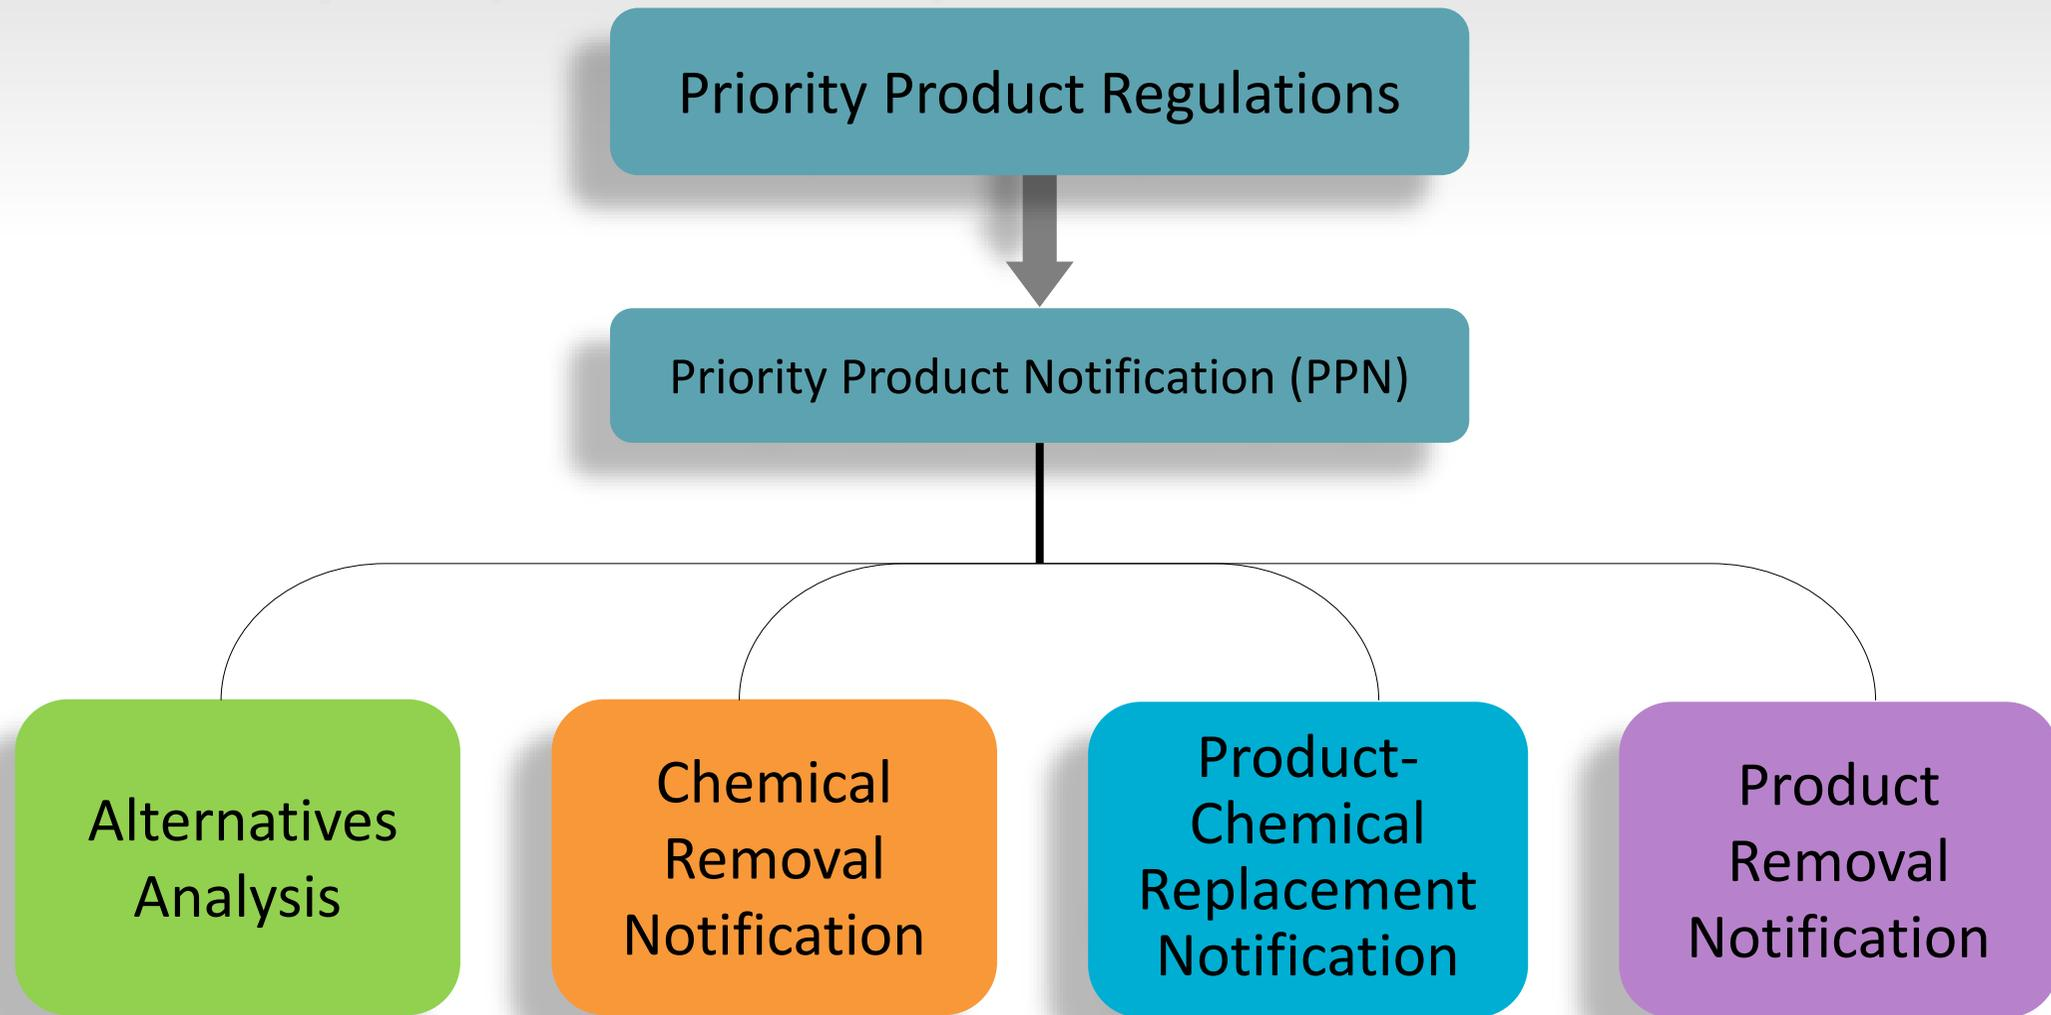 Priority Product Regulations
Priority Product Notification (PPN)
Alternatives
Analysis
Chemical
Removal
Notification
Product-
Chemical
Replacement
Notification
Product
Removal
Notification